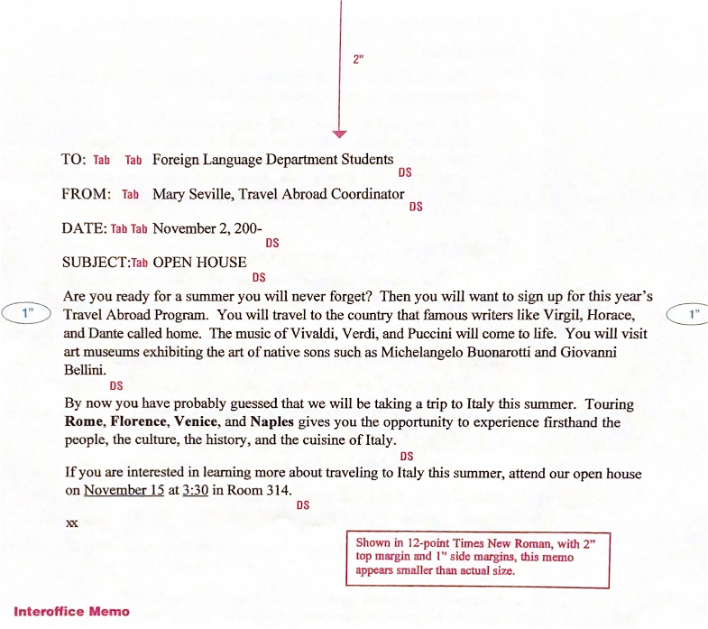 2"
TO: Tab Tab Foreign Language Department Students
DS
FROM: Tab Mary Seville, Travel Abroad Coordinator
DS
DATE: Tab Tab November 2, 200-
DS
SUBJECT:Tab OPEN HOUSE
DS
Are you ready for a summer you will never forget? Then you will want to sign up for this year's
1" Travel Abroad Program. You will travel to the country that famous writers like Virgil, Horace, 1"
and Dante called home. The music of Vivaldi, Verdi, and Puccini will come to life. You will visit
art museums exhibiting the art of native sons such as Michelangelo Buonarotti and Giovanni
Bellini.
DS
By now you have probably guessed that we will be taking a trip to Italy this summer. Touring
Rome, Florence, Venice, and Naples gives you the opportunity to experience firsthand the
people, the culture, the history, and the cuisine of Italy.
DS
If you are interested in learning more about traveling to Italy this summer, attend our open house
on November 15 at 3:30 in Room 314.
DS
xx
Shown in 12-point Times New Roman, with 2"
top margin and 1" side margins, this memo
appears smaller than actual size.
Interoffice Memo